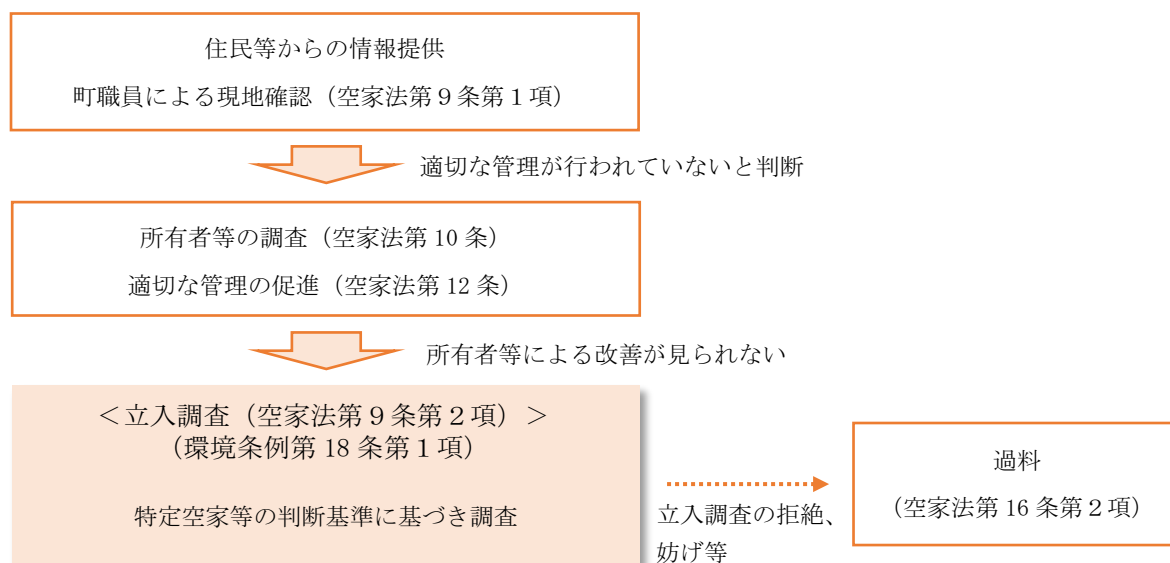 住民等からの情報提供
町職員による現地確認（空家法第９条第１項）
適切な管理が行われていないと判断
所有者等の調査（空家法第 10 条）
適切な管理の促進（空家法第 12 条）
所有者等による改善が見られない
＜立入調査（空家法第９条第２項）＞
（環境条例第 18 条第１項）
特定空家等の判断基準に基づき調査
立入調査の拒絶、
妨げ等
過料
（空家法第 16 条第２項）